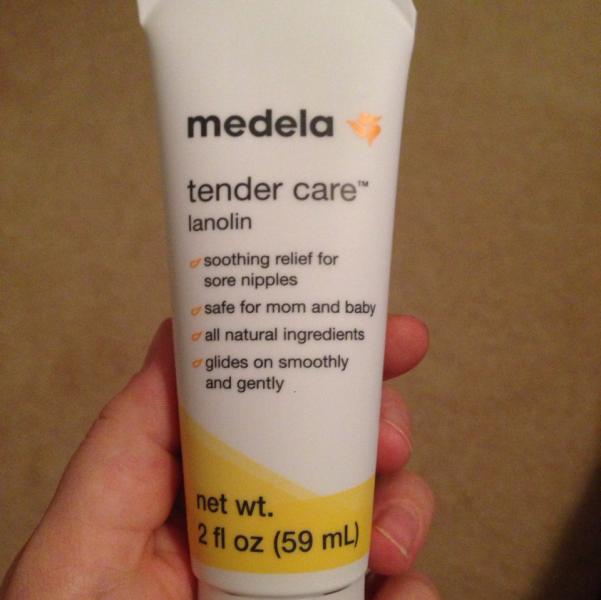 medela
tender care™
lanolin
soothing relief for
sore nipples
safe for mom and baby
all natural ingredients
glides on smoothly
and gently
net wt.
2 fl oz (59 mL)